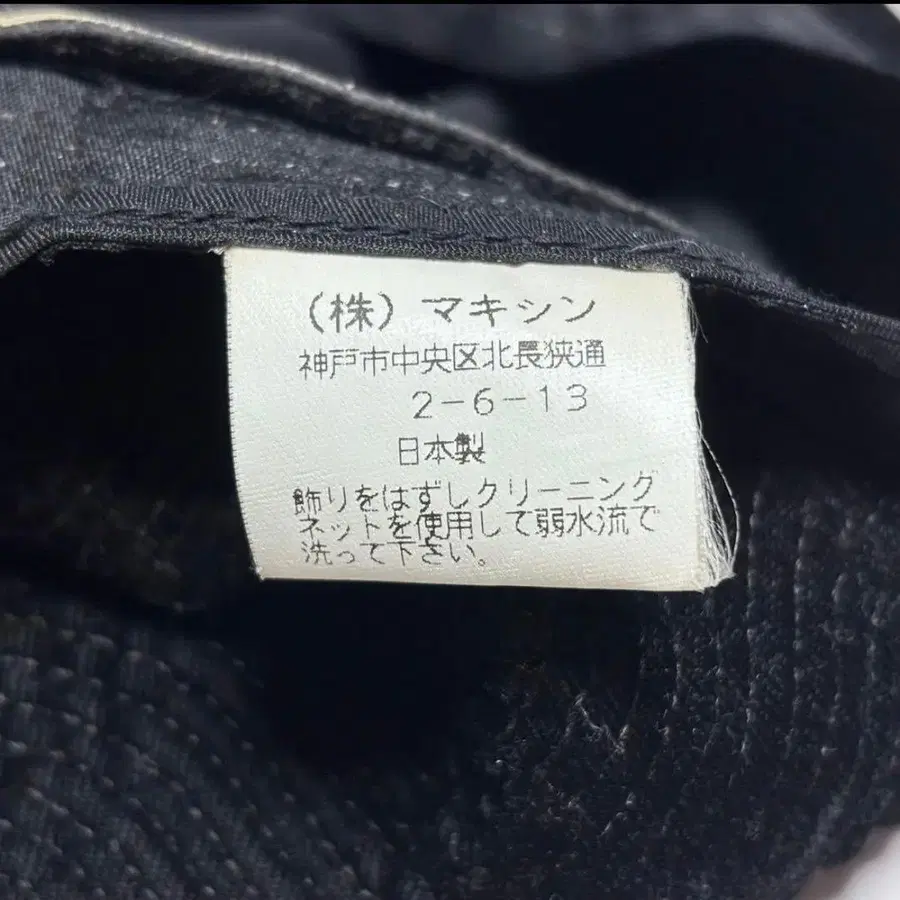 （株）マキシン
神戸市中央区北長狭通
2-6-13
日本製
飾りをはずしクリーニング
ネットを使用して弱水流で
洗って下さい。